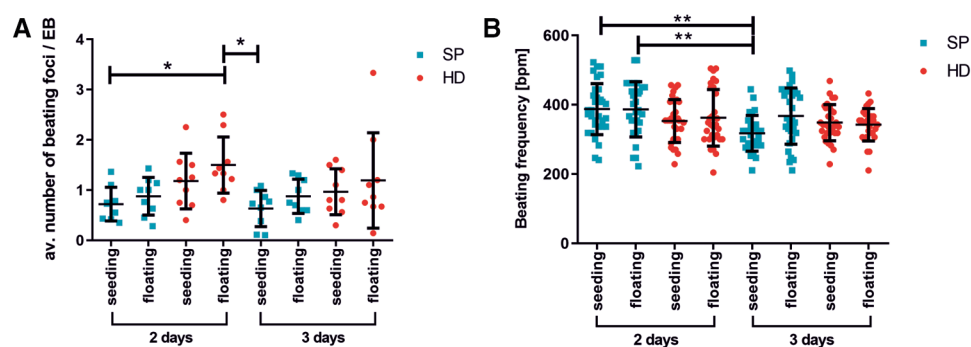 A
av. number of beating foci / EB
4
3
2
1
0
*
*
SP
HD
seeding
floating
seeding
floating
seeding
floating
seeding
floating
2 days
3 days
B
Beating frequency [bpm]
600
400
200
0
**
**
SP
HD
seeding
floating
seeding
floating
seeding
floating
seeding
floating
2 days
3 days